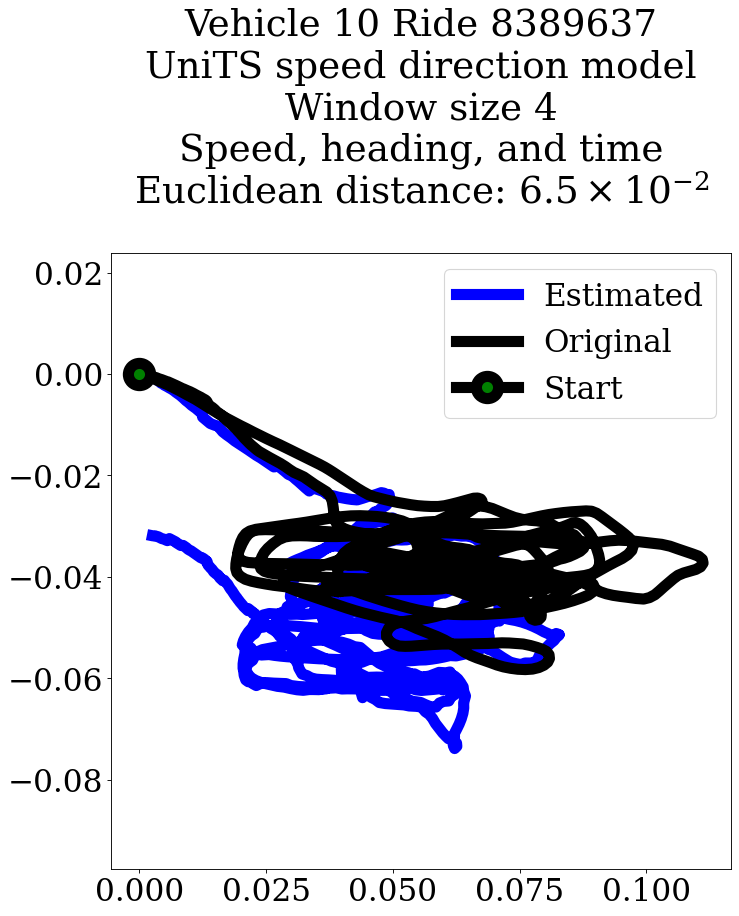 Vehicle 10 Ride 8389637
UniTS speed direction model
Window size 4
Speed, heading, and time
Euclidean distance: 6.5 × 10⁻²
Estimated
Original
Start
0.02
0.00
−0.02
−0.04
−0.06
−0.08
0.000 0.025 0.050 0.075 0.100